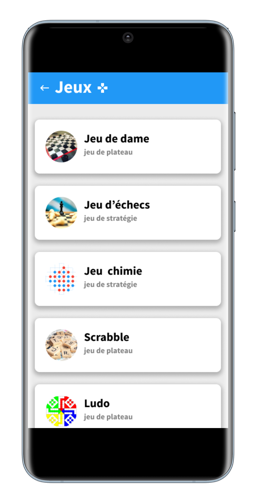 Jeux
Jeu de dame
jeu de plateau
Jeu d'échecs
jeu de stratégie
Jeu chimie
jeu de stratégie
Scrabble
jeu de plateau
Ludo
jeu de plateau